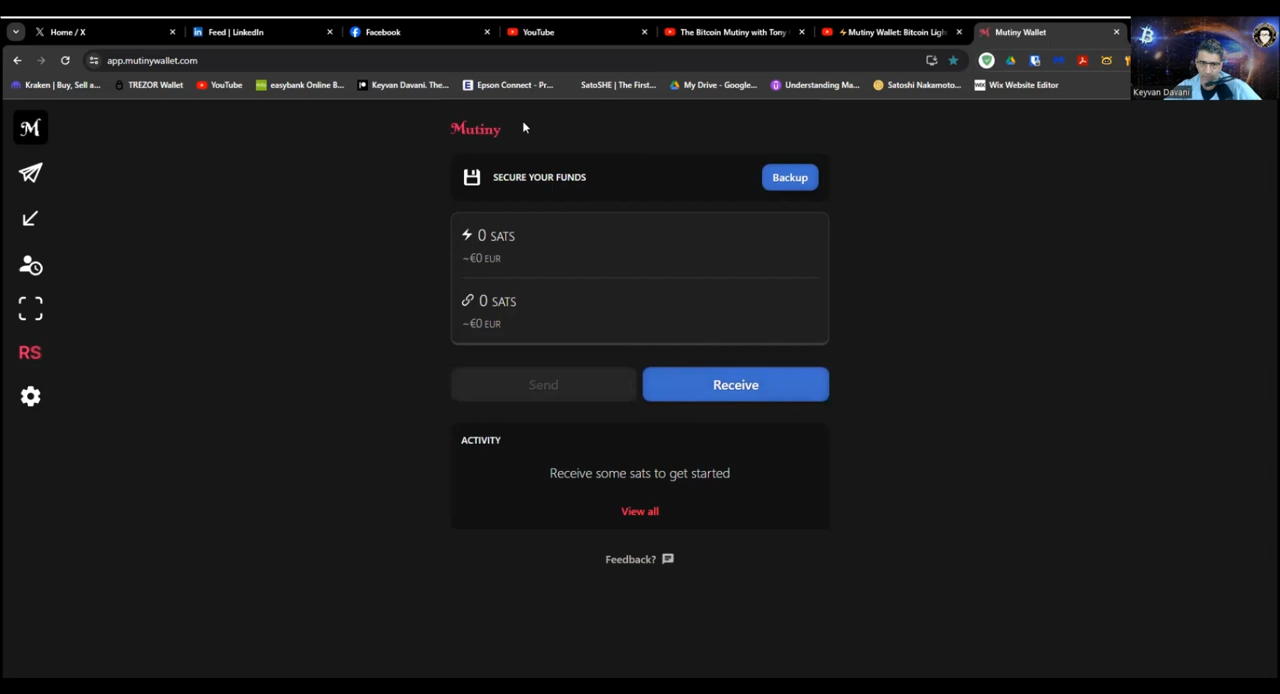 Home / X
Feed | LinkedIn
Facebook
YouTube
The Bitcoin Mutiny with Tony
⚡Mutiny Wallet: Bitcoin Ligh
Mutiny Wallet
app.mutinywallet.com
Kraken | Buy, Sell a...
TREZOR Wallet
YouTube
easybank Online B...
Keyvan Davani. The...
Epson Connect - Pr...
SatoSHE | The First...
My Drive - Google...
Understanding Ma...
Satoshi Nakamoto...
Wix Website Editor
Keyvan Davani
M
Mutiny
SECURE YOUR FUNDS
Backup
0 SATS
~€0 EUR
0 SATS
~€0 EUR
RS
Send
Receive
ACTIVITY
Receive some sats to get started
View all
Feedback?